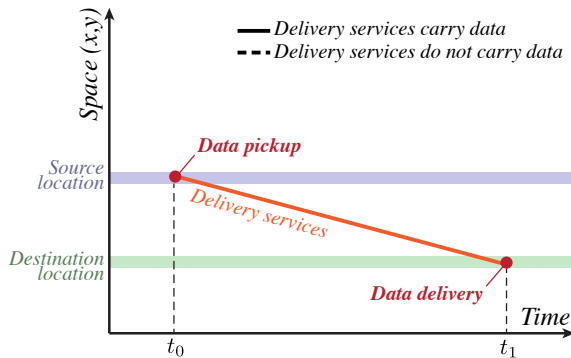 Space (x,y)
Delivery services carry data
Delivery services do not carry data
Data pickup
Source
location
Delivery services
Destination
location
Data delivery
Time
t0
t1